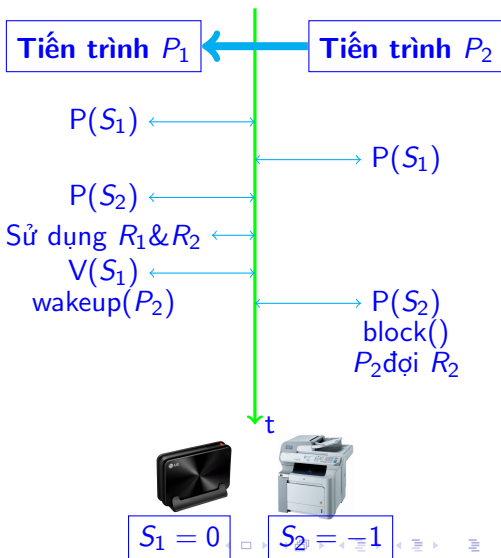 Tiến trình P₁
Tiến trình P₂
P(S₁)
P(S₁)
P(S₂)
Sử dụng R₁&R₂
V(S₁)
wakeup(P₂)
P(S₂)
block()
P₂đợi R₂
t
LG
S₁ = 0
S₂ = −1